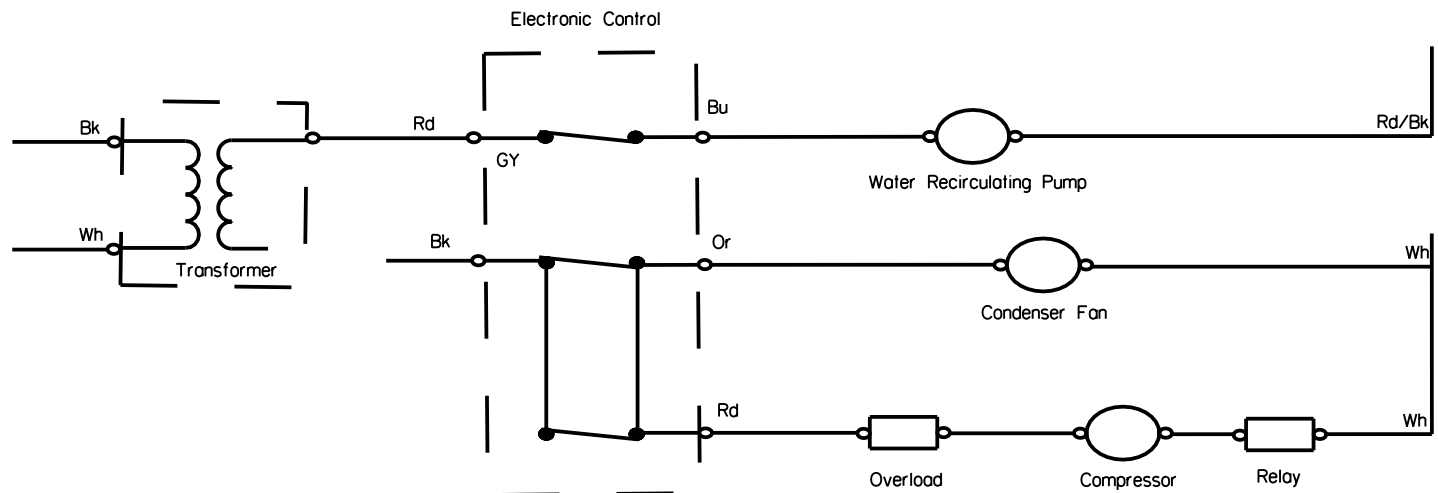 Electronic Control
Bk
Rd
Bu
Rd/Bk
GY
Water Recirculating Pump
Wh
Bk
Or
Wh
Transformer
Condenser Fan
Rd
Wh
Overload
Compressor
Relay